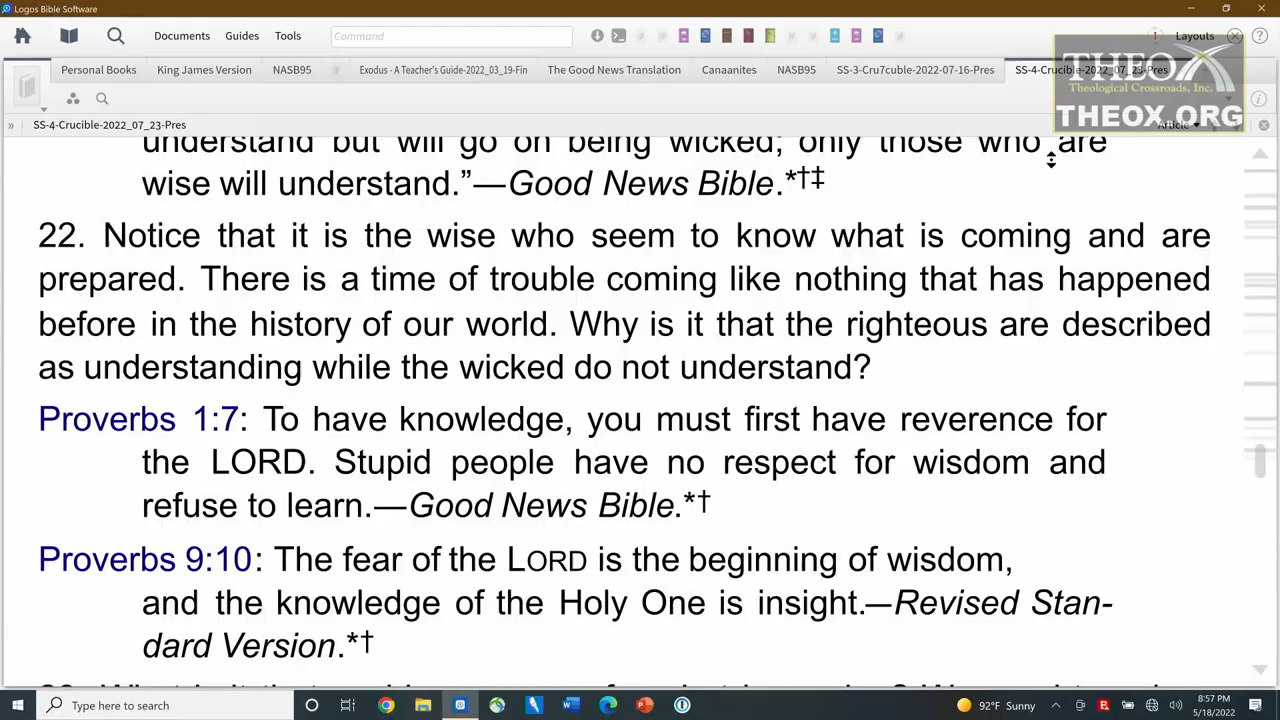 Logos Bible Software
Documents Guides Tools Command Layouts
Personal Books King James Version NASB95 2022_03_19-Fin The Good News Translation Canaanites NASB95 SS-3-Cru7cuble-2022-07-16-Pres SS-4-Crucible-2022_07_23-Pres
THEOX
Theological Crossroads, Inc.
THEOX.ORG
» SS-4-Crucible-2022_07_23-Pres Article
understand but will go on being wicked; only those who are
wise will understand.”—Good News Bible.*†‡
22. Notice that it is the wise who seem to know what is coming and are
prepared. There is a time of trouble coming like nothing that has happened
before in the history of our world. Why is it that the righteous are described
as understanding while the wicked do not understand?
Proverbs 1:7: To have knowledge, you must first have reverence for
the LORD. Stupid people have no respect for wisdom and
refuse to learn.—Good News Bible.*†
Proverbs 9:10: The fear of the LORD is the beginning of wisdom,
and the knowledge of the Holy One is insight.—Revised Stan-
dard Version.*†
Type here to search 92°F Sunny 8:57 PM
5/18/2022